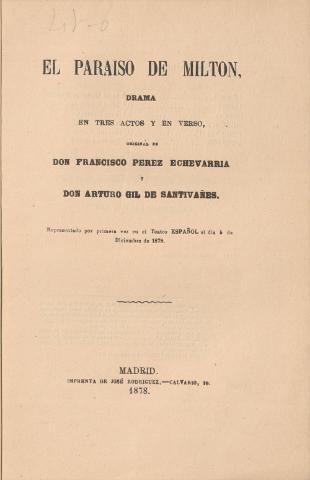 EL PARAISO DE MILTON,
DRAMA
EN TRES ACTOS Y EN VERSO,
ORIGINAL DE
DON FRANCISCO PEREZ ECHEVARRIA
Y
DON ARTURO GIL DE SANTIVAÑES.
Representado por primera vez en el Teatro ESPAÑOL el dia 5 de
Diciembre de 1878.
MADRID.
IMPRENTA DE JOSÉ RODRIGUEZ.—CALVARIO, 18.
1878.